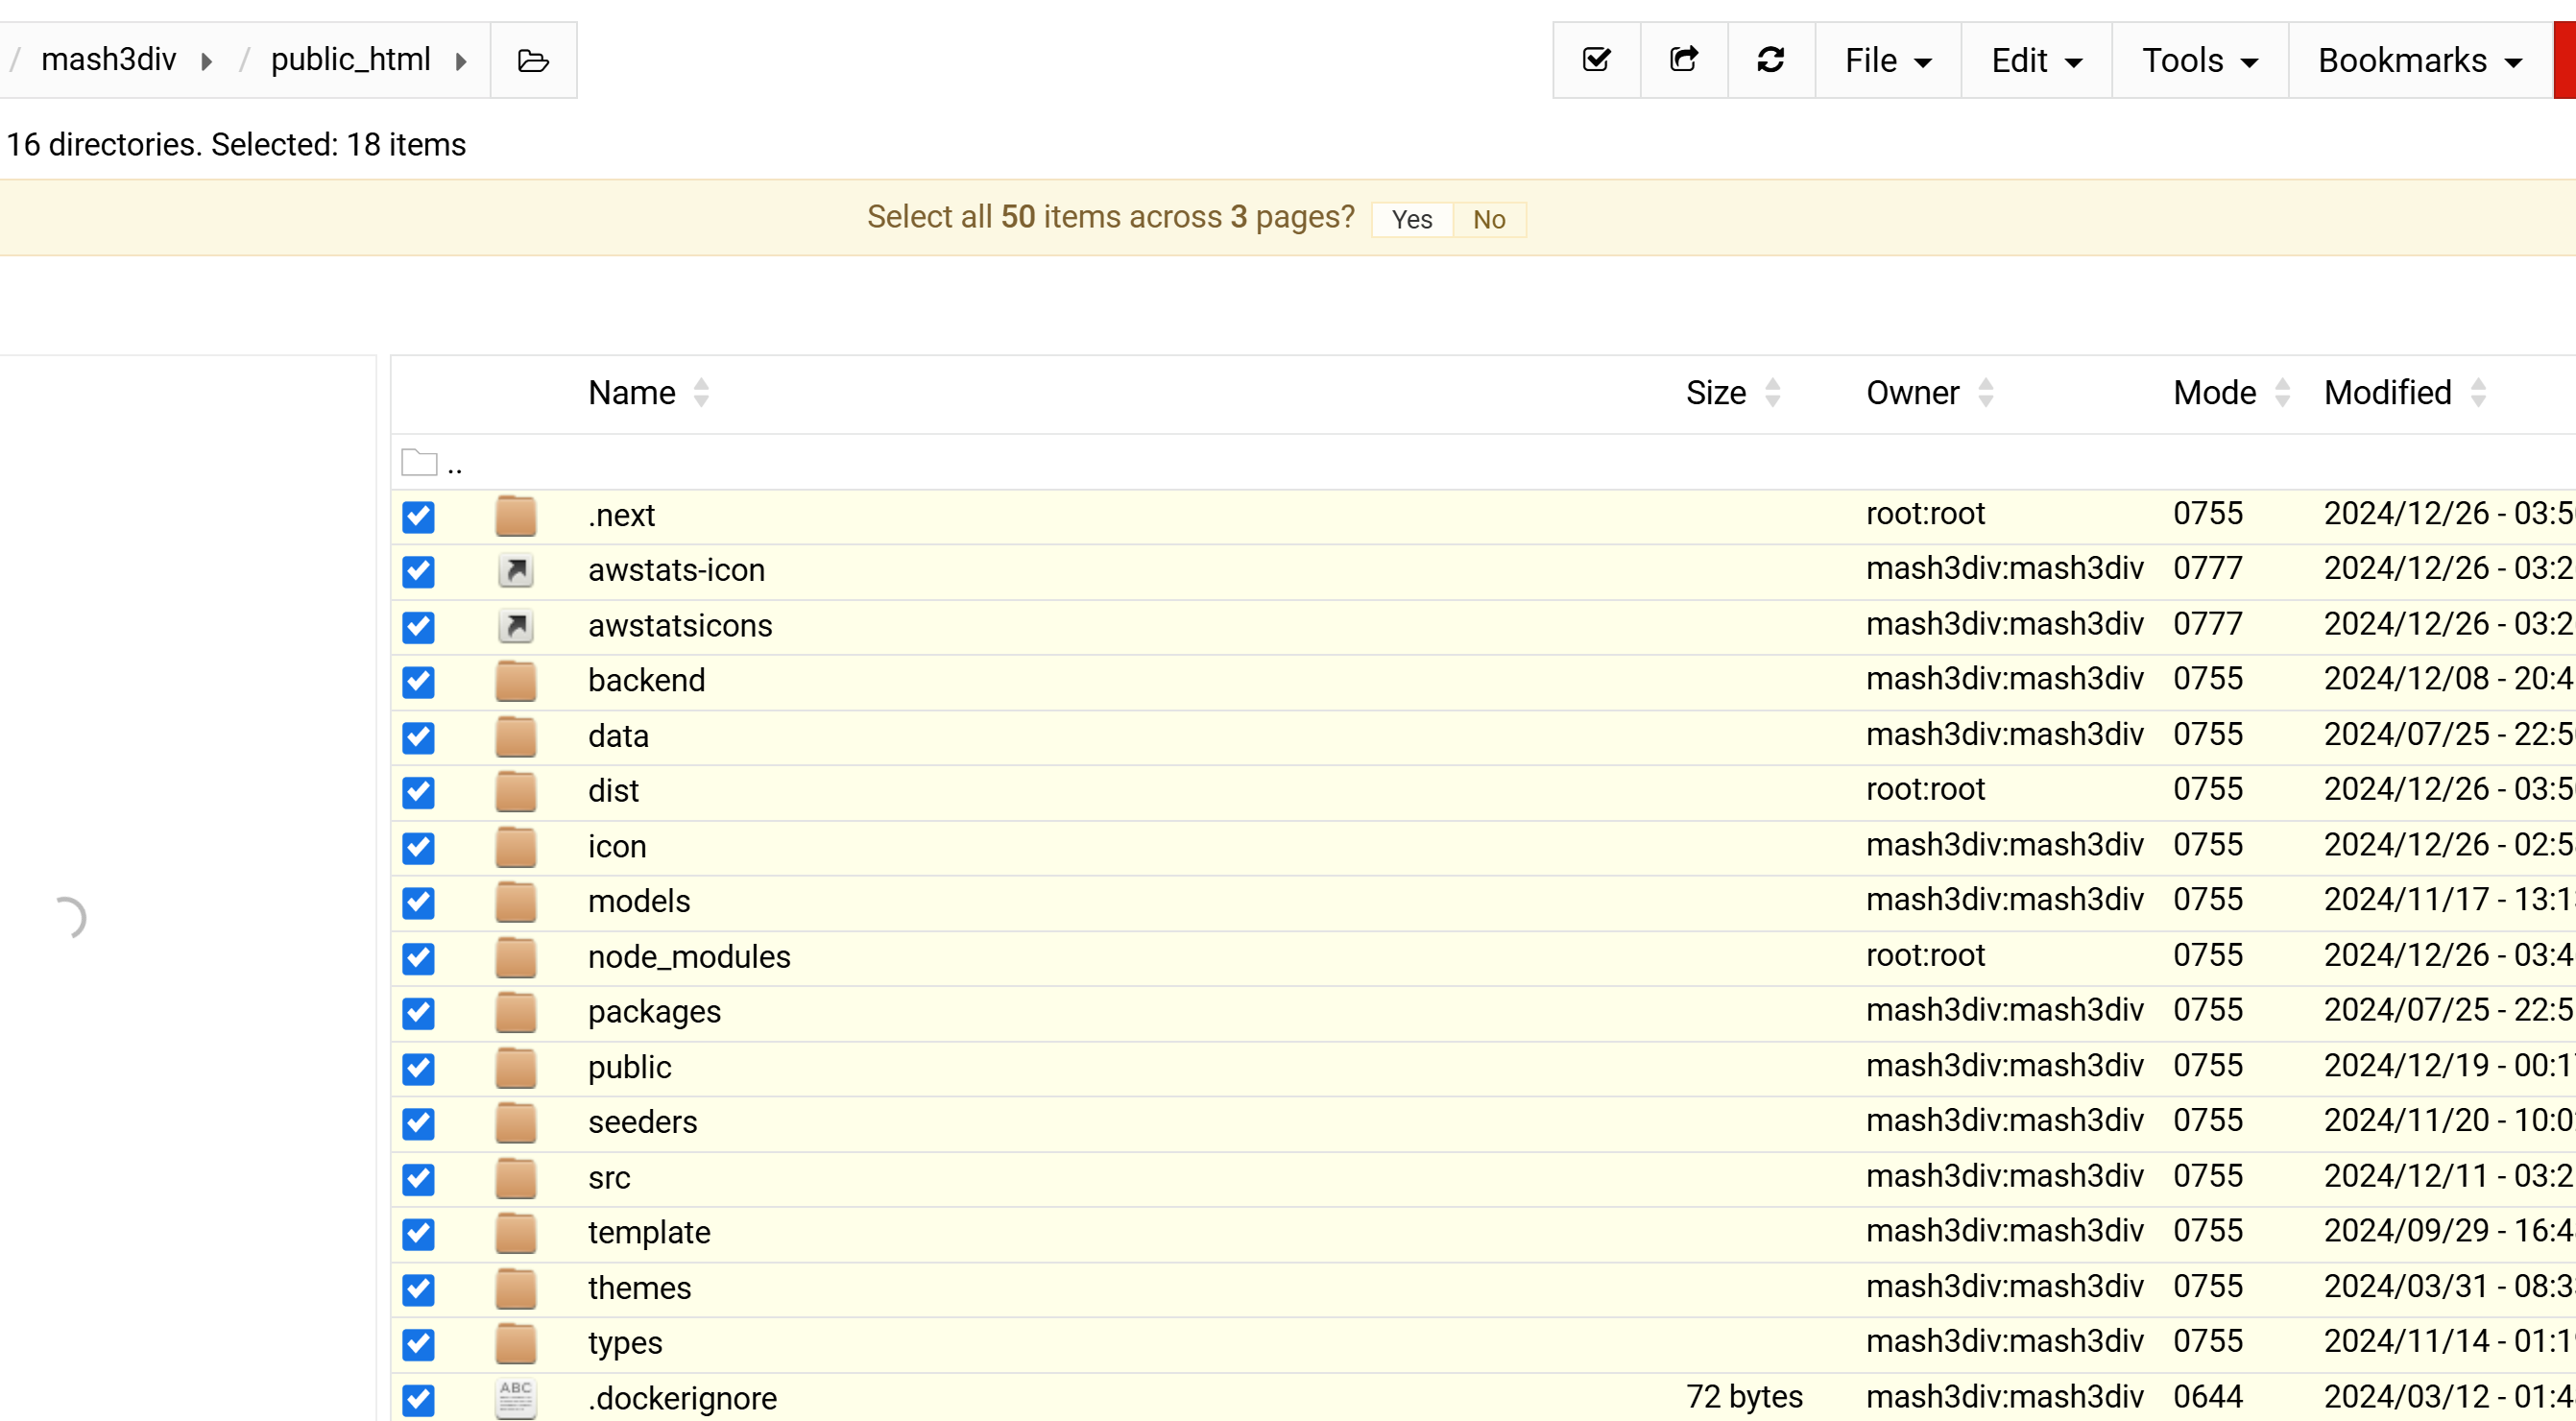 / mash3div / public_html File Edit Tools Bookmarks
16 directories. Selected: 18 items
Select all 50 items across 3 pages? Yes No
Name Size Owner Mode Modified
..
.next root:root 0755 2024/12/26 - 03:5
awstats-icon mash3div:mash3div 0777 2024/12/26 - 03:2
awstatsicons mash3div:mash3div 0777 2024/12/26 - 03:2
backend mash3div:mash3div 0755 2024/12/08 - 20:4
data mash3div:mash3div 0755 2024/07/25 - 22:5
dist root:root 0755 2024/12/26 - 03:5
icon mash3div:mash3div 0755 2024/12/26 - 02:5
models mash3div:mash3div 0755 2024/11/17 - 13:1
node_modules root:root 0755 2024/12/26 - 03:4
packages mash3div:mash3div 0755 2024/07/25 - 22:5
public mash3div:mash3div 0755 2024/12/19 - 00:1
seeders mash3div:mash3div 0755 2024/11/20 - 10:0
src mash3div:mash3div 0755 2024/12/11 - 03:2
template mash3div:mash3div 0755 2024/09/29 - 16:4
themes mash3div:mash3div 0755 2024/03/31 - 08:3
types mash3div:mash3div 0755 2024/11/14 - 01:1
ABC .dockerignore 72 bytes mash3div:mash3div 0644 2024/03/12 - 01:4